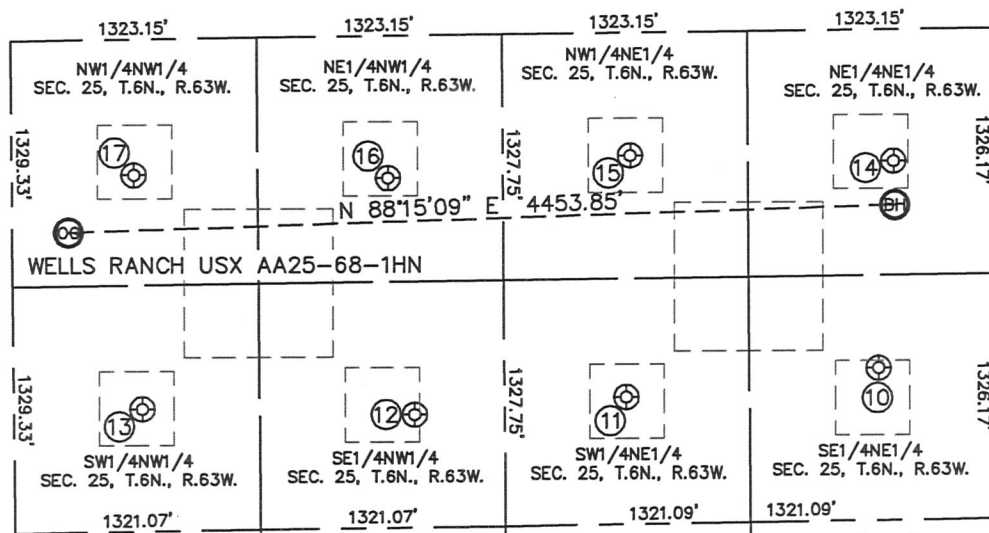 1323.15' 1323.15' 1323.15' 1323.15'
NW1/4NW1/4
SEC. 25, T.6N., R.63W.
NE1/4NW1/4
SEC. 25, T.6N., R.63W.
NW1/4NE1/4
SEC. 25, T.6N., R.63W.
NE1/4NE1/4
SEC. 25, T.6N., R.63W.
1329.33'
1327.75'
1326.17'
17
16
15
14
N 88°15'09" E 4453.85'
OG
BH
WELLS RANCH USX AA25-68-1HN
1329.33'
1327.75'
1326.17'
13
12
11
10
SW1/4NW1/4
SEC. 25, T.6N., R.63W.
SE1/4NW1/4
SEC. 25, T.6N., R.63W.
SW1/4NE1/4
SEC. 25, T.6N., R.63W.
SE1/4NE1/4
SEC. 25, T.6N., R.63W.
1321.07' 1321.07' 1321.09' 1321.09'